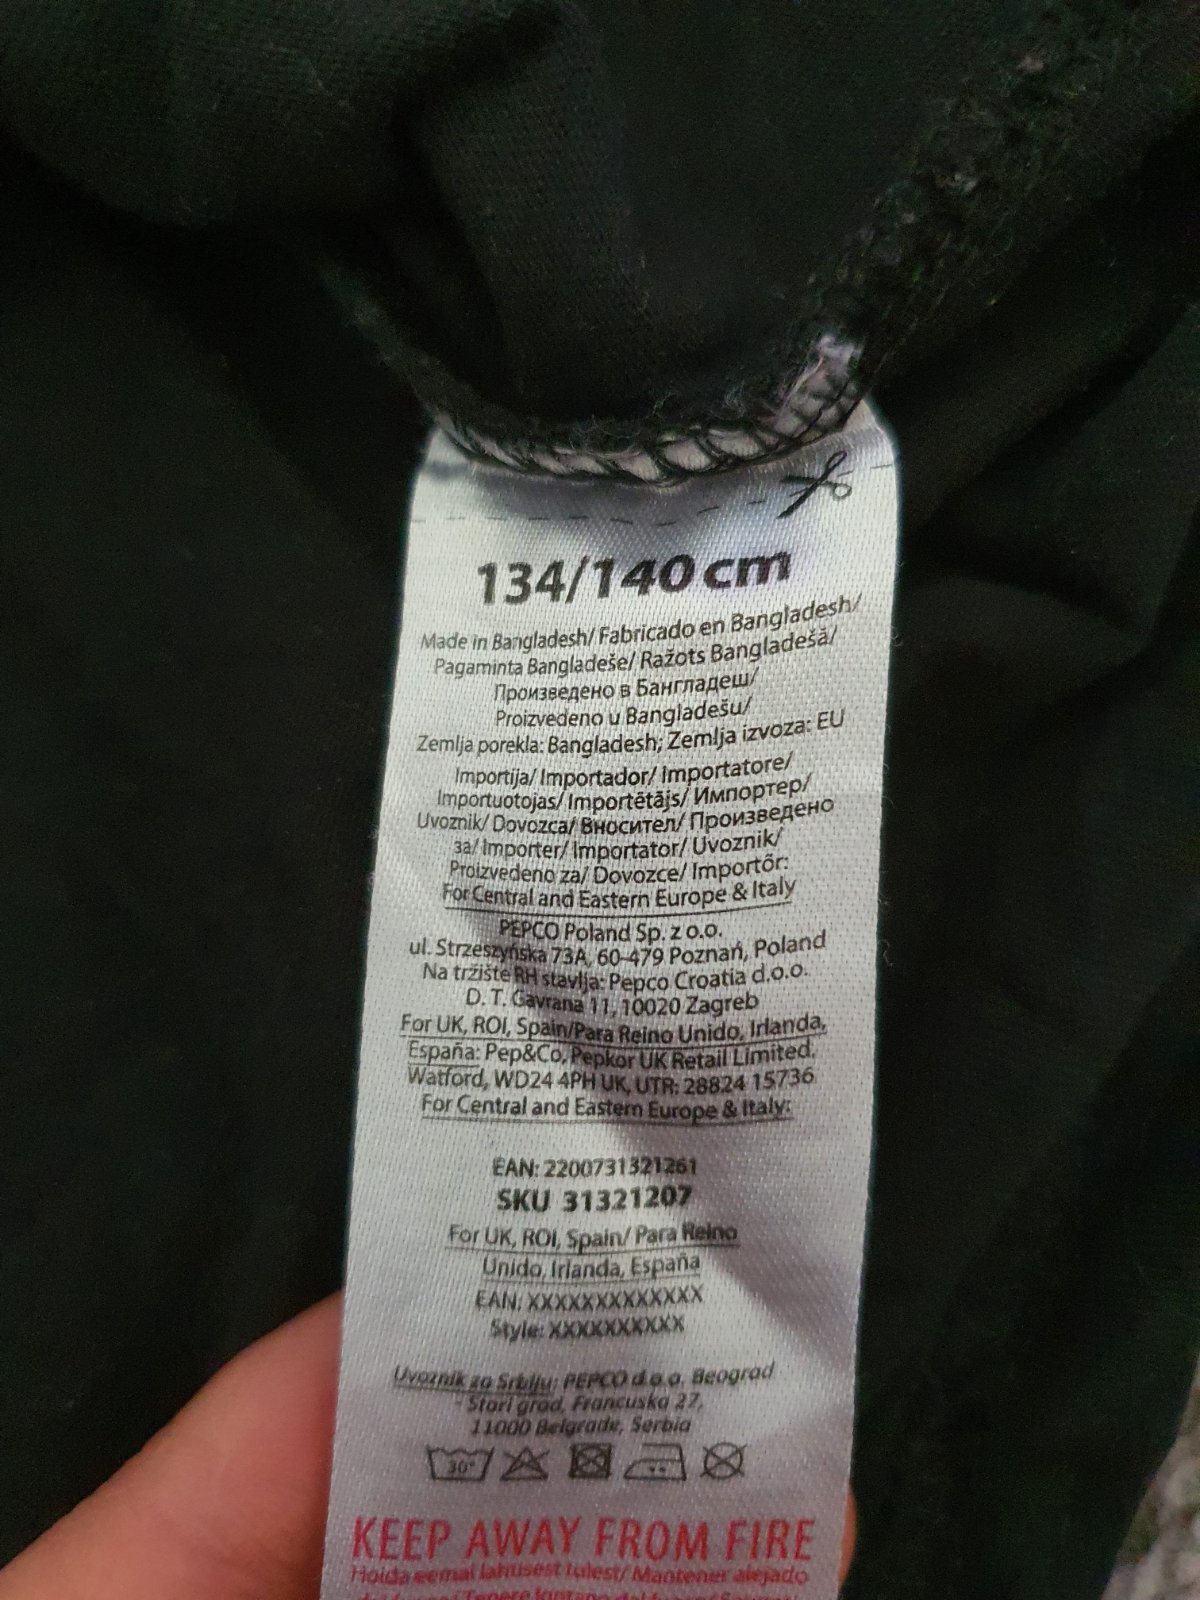 134/140 cm
Made in Bangladesh/ Fabricado en Bangladesh/
Pagaminta Bangladeše/ Ražots Bangladešā/
Произведено в Бангладеш/
Proizvedeno u Bangladešu/
Zemlja porekla: Bangladesh; Zemlja izvoza: EU
Importija/ Importador/ Importatore/
Importuotojas/ Importētājs/ Импортер/
Uvoznik/ Dovozca/ Вносител/ Произведено
за/ Importer/ Importator/ Uvoznik/
Proizvedeno za/ Dovozce/ Importőr:
For Central and Eastern Europe & Italy
PEPCO Poland Sp. z o.o.
ul. Strzeszyńska 73A, 60-479 Poznań, Poland
Na tržište RH stavlja: Pepco Croatia d.o.o.
D. T. Gavrana 11, 10020 Zagreb
For UK, ROI, Spain/Para Reino Unido, Irlanda,
España: Pep&Co, Pepkor UK Retail Limited,
Watford, WD24 4PH UK, UTR: 28824 15736
For Central and Eastern Europe & Italy:
EAN: 2200731321261
SKU 31321207
For UK, ROI, Spain/ Para Reino
Unido, Irlanda, España
EAN: XXXXXXXXXXXXX
Style: XXXXXXXXXX
Uvoznik za Srbiju: PEPCO d.o.o. Beograd
- Stari grad, Francuska 27,
11000 Belgrade, Serbia
30°
KEEP AWAY FROM FIRE
Hoida eemal lahtisest tulest/ Mantener alejado
del fuego/ Tenere lontano dal fuoco/